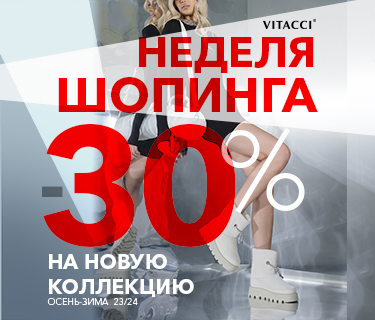 VITACCI®
НЕДЕЛЯ
ШОПИНГА
-30%
НА НОВУЮ
КОЛЛЕКЦИЮ
ОСЕНЬ-ЗИМА 23/24